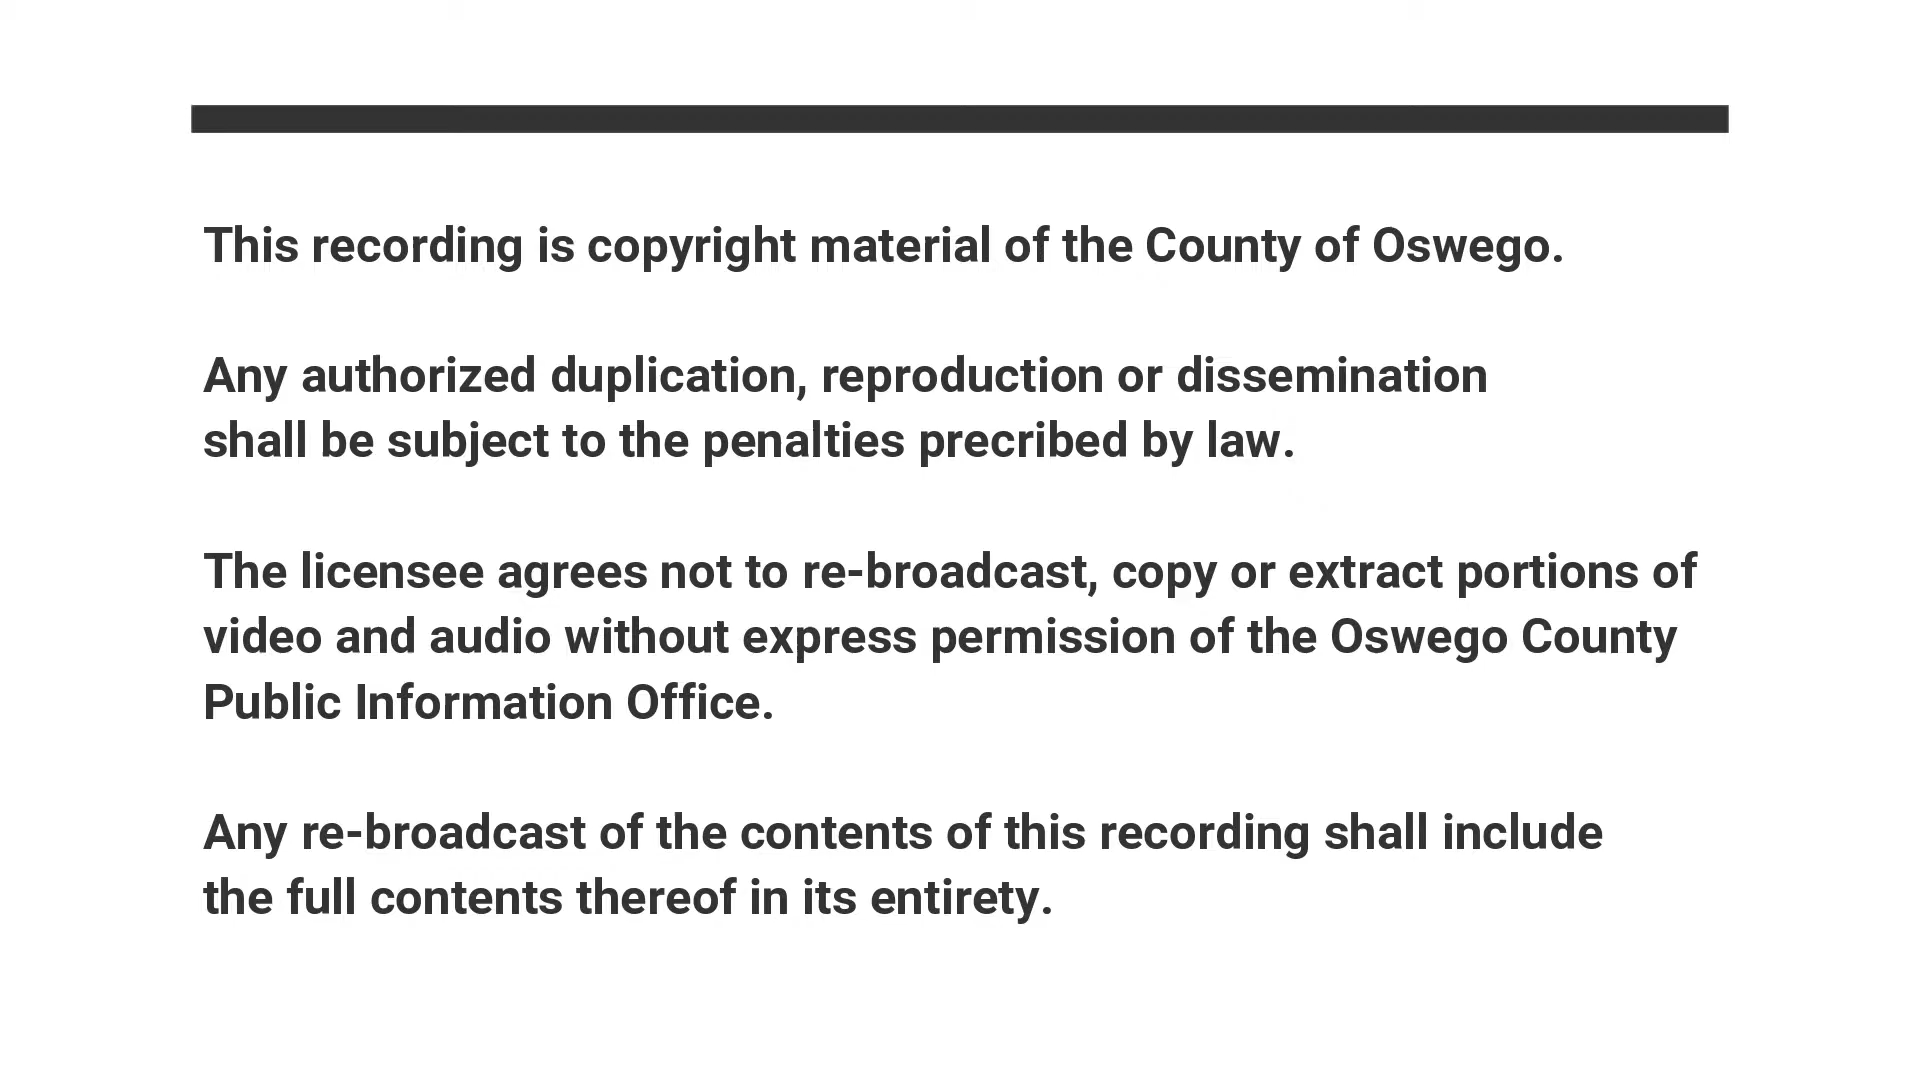 This recording is copyright material of the County of Oswego.
Any authorized duplication, reproduction or dissemination
shall be subject to the penalties precribed by law.
The licensee agrees not to re-broadcast, copy or extract portions of
video and audio without express permission of the Oswego County
Public Information Office.
Any re-broadcast of the contents of this recording shall include
the full contents thereof in its entirety.